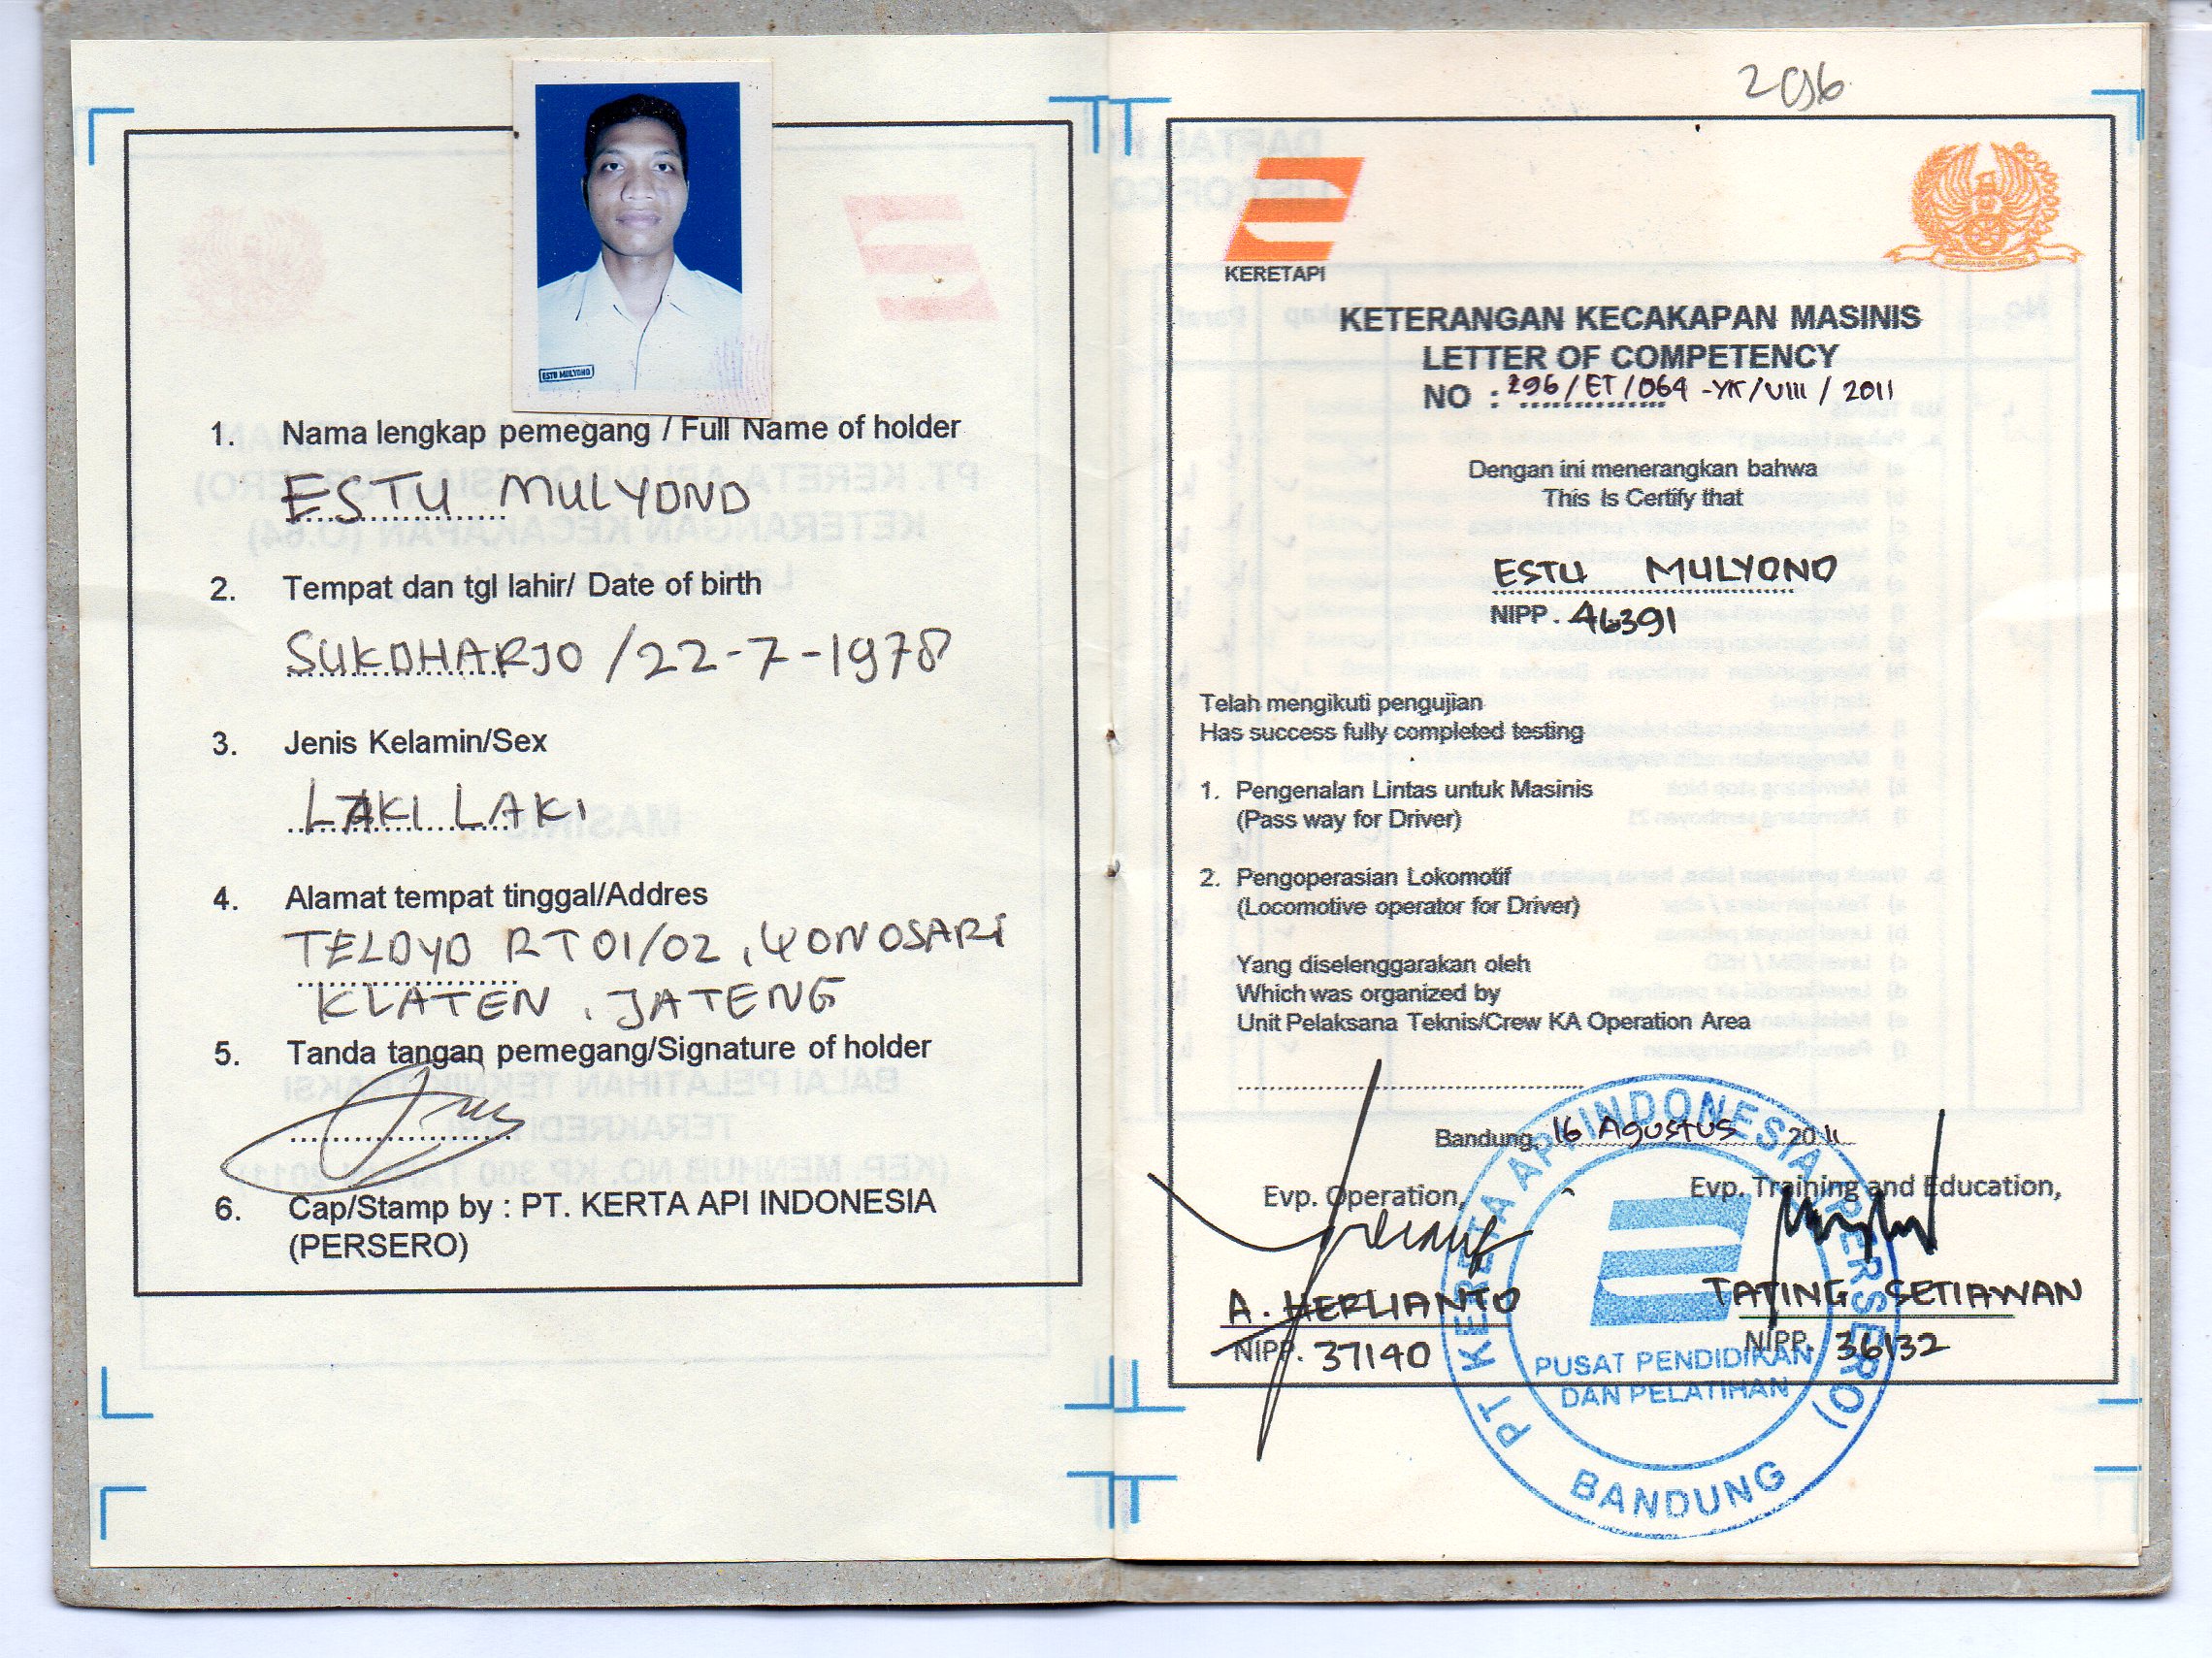 ESTU MULYONO
1. Nama lengkap pemegang / Full Name of holder
ESTU MULYONO
2. Tempat dan tgl lahir/ Date of birth
SUKOHARJO / 22-7-1978
3. Jenis Kelamin/Sex
LAKI LAKI
4. Alamat tempat tinggal/Addres
TELOYO RT 01/02, WONOSARI
KLATEN, JATENG
5. Tanda tangan pemegang/Signature of holder
6. Cap/Stamp by : PT. KERTA API INDONESIA
(PERSERO)
296
KERETAPI
KETERANGAN KECAKAPAN MASINIS
LETTER OF COMPETENCY
NO : 296/ET/064-YK/VIII/2011
Dengan ini menerangkan bahwa
This Is Certify that
ESTU MULYONO
NIPP. 46391
Telah mengikuti pengujian
Has success fully completed testing
1. Pengenalan Lintas untuk Masinis
(Pass way for Driver)
2. Pengoperasian Lokomotif
(Locomotive operator for Driver)
Yang diselenggarakan oleh
Which was organized by
Unit Pelaksana Teknis/Crew KA Operation Area
Bandung, 16 Agustus 2011
Evp. Operation, Evp. Training and Education,
A. HERLIANTO TATING SETIAWAN
NIPP. 37140 NIPP. 36132
PT KERETA API INDONESIA (PERSERO)
PUSAT PENDIDIKAN
DAN PELATIHAN
BANDUNG